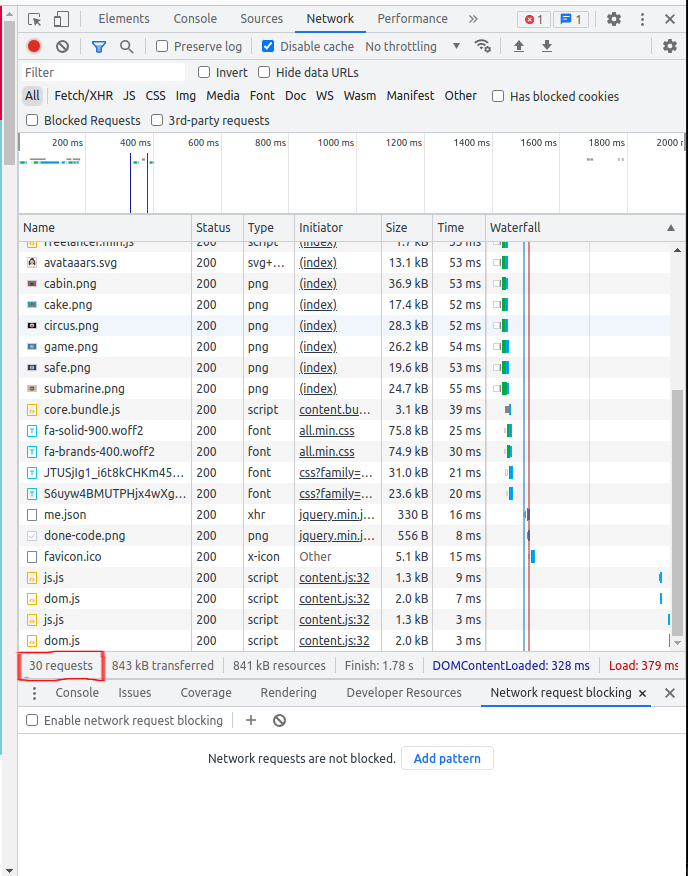 Elements Console Sources Network Performance » 1 1
Preserve log Disable cache No throttling
Filter Invert Hide data URLs
All Fetch/XHR JS CSS Img Media Font Doc WS Wasm Manifest Other Has blocked cookies
Blocked Requests 3rd-party requests
200 ms 400 ms 600 ms 800 ms 1000 ms 1200 ms 1400 ms 1600 ms 1800 ms 2000
Name Status Type Initiator Size Time Waterfall
freelancer.min.js 200 script (index) 1.7 kB 53 ms
avataaars.svg 200 svg+... (index) 13.1 kB 53 ms
cabin.png 200 png (index) 36.9 kB 53 ms
cake.png 200 png (index) 17.4 kB 52 ms
circus.png 200 png (index) 28.3 kB 52 ms
game.png 200 png (index) 26.2 kB 54 ms
safe.png 200 png (index) 19.6 kB 53 ms
submarine.png 200 png (index) 24.7 kB 55 ms
core.bundle.js 200 script content.bu... 3.1 kB 39 ms
fa-solid-900.woff2 200 font all.min.css 75.8 kB 25 ms
fa-brands-400.woff2 200 font all.min.css 74.9 kB 30 ms
JTUSjIg1_i6t8kCHKm45... 200 font css?family=... 31.0 kB 21 ms
S6uyw4BMUTPHjx4wXg... 200 font css?family=... 23.6 kB 20 ms
me.json 200 xhr jquery.min.j... 330 B 16 ms
done-code.png 200 png jquery.min.j... 556 B 8 ms
favicon.ico 200 x-icon Other 5.1 kB 15 ms
js.js 200 script content.js:32 1.3 kB 9 ms
dom.js 200 script content.js:32 2.0 kB 7 ms
js.js 200 script content.js:32 1.3 kB 3 ms
dom.js 200 script content.js:32 2.0 kB 3 ms
30 requests 843 kB transferred 841 kB resources Finish: 1.78 s DOMContentLoaded: 328 ms Load: 379 ms
Console Issues Coverage Rendering Developer Resources Network request blocking
Enable network request blocking
Network requests are not blocked. Add pattern